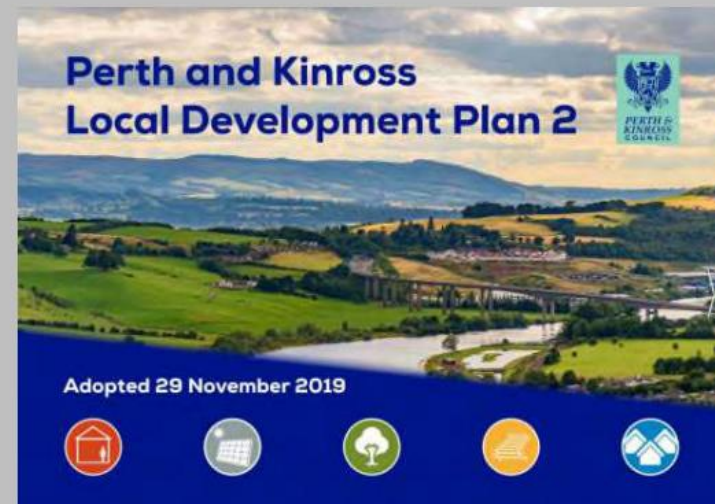 Perth and Kinross
Local Development Plan 2
PERTH &
KINROSS
COUNCIL
Adopted 29 November 2019